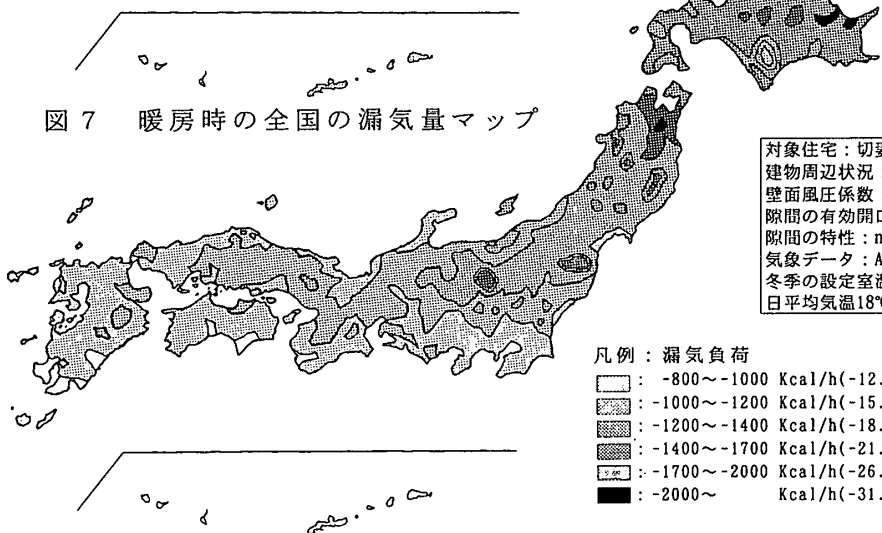 図7 暖房時の全国の漏気量マップ
対象住宅：切妻
建物周辺状況
壁面風圧係数
隙間の有効開口
隙間の特性：n
気象データ：A
冬季の設定室温
日平均気温18℃
凡例：漏気負荷
： -800～-1000 Kcal/h(-12.
： -1000～-1200 Kcal/h(-15.
： -1200～-1400 Kcal/h(-18.
： -1400～-1700 Kcal/h(-21.
： -1700～-2000 Kcal/h(-26.
： -2000～ Kcal/h(-31.